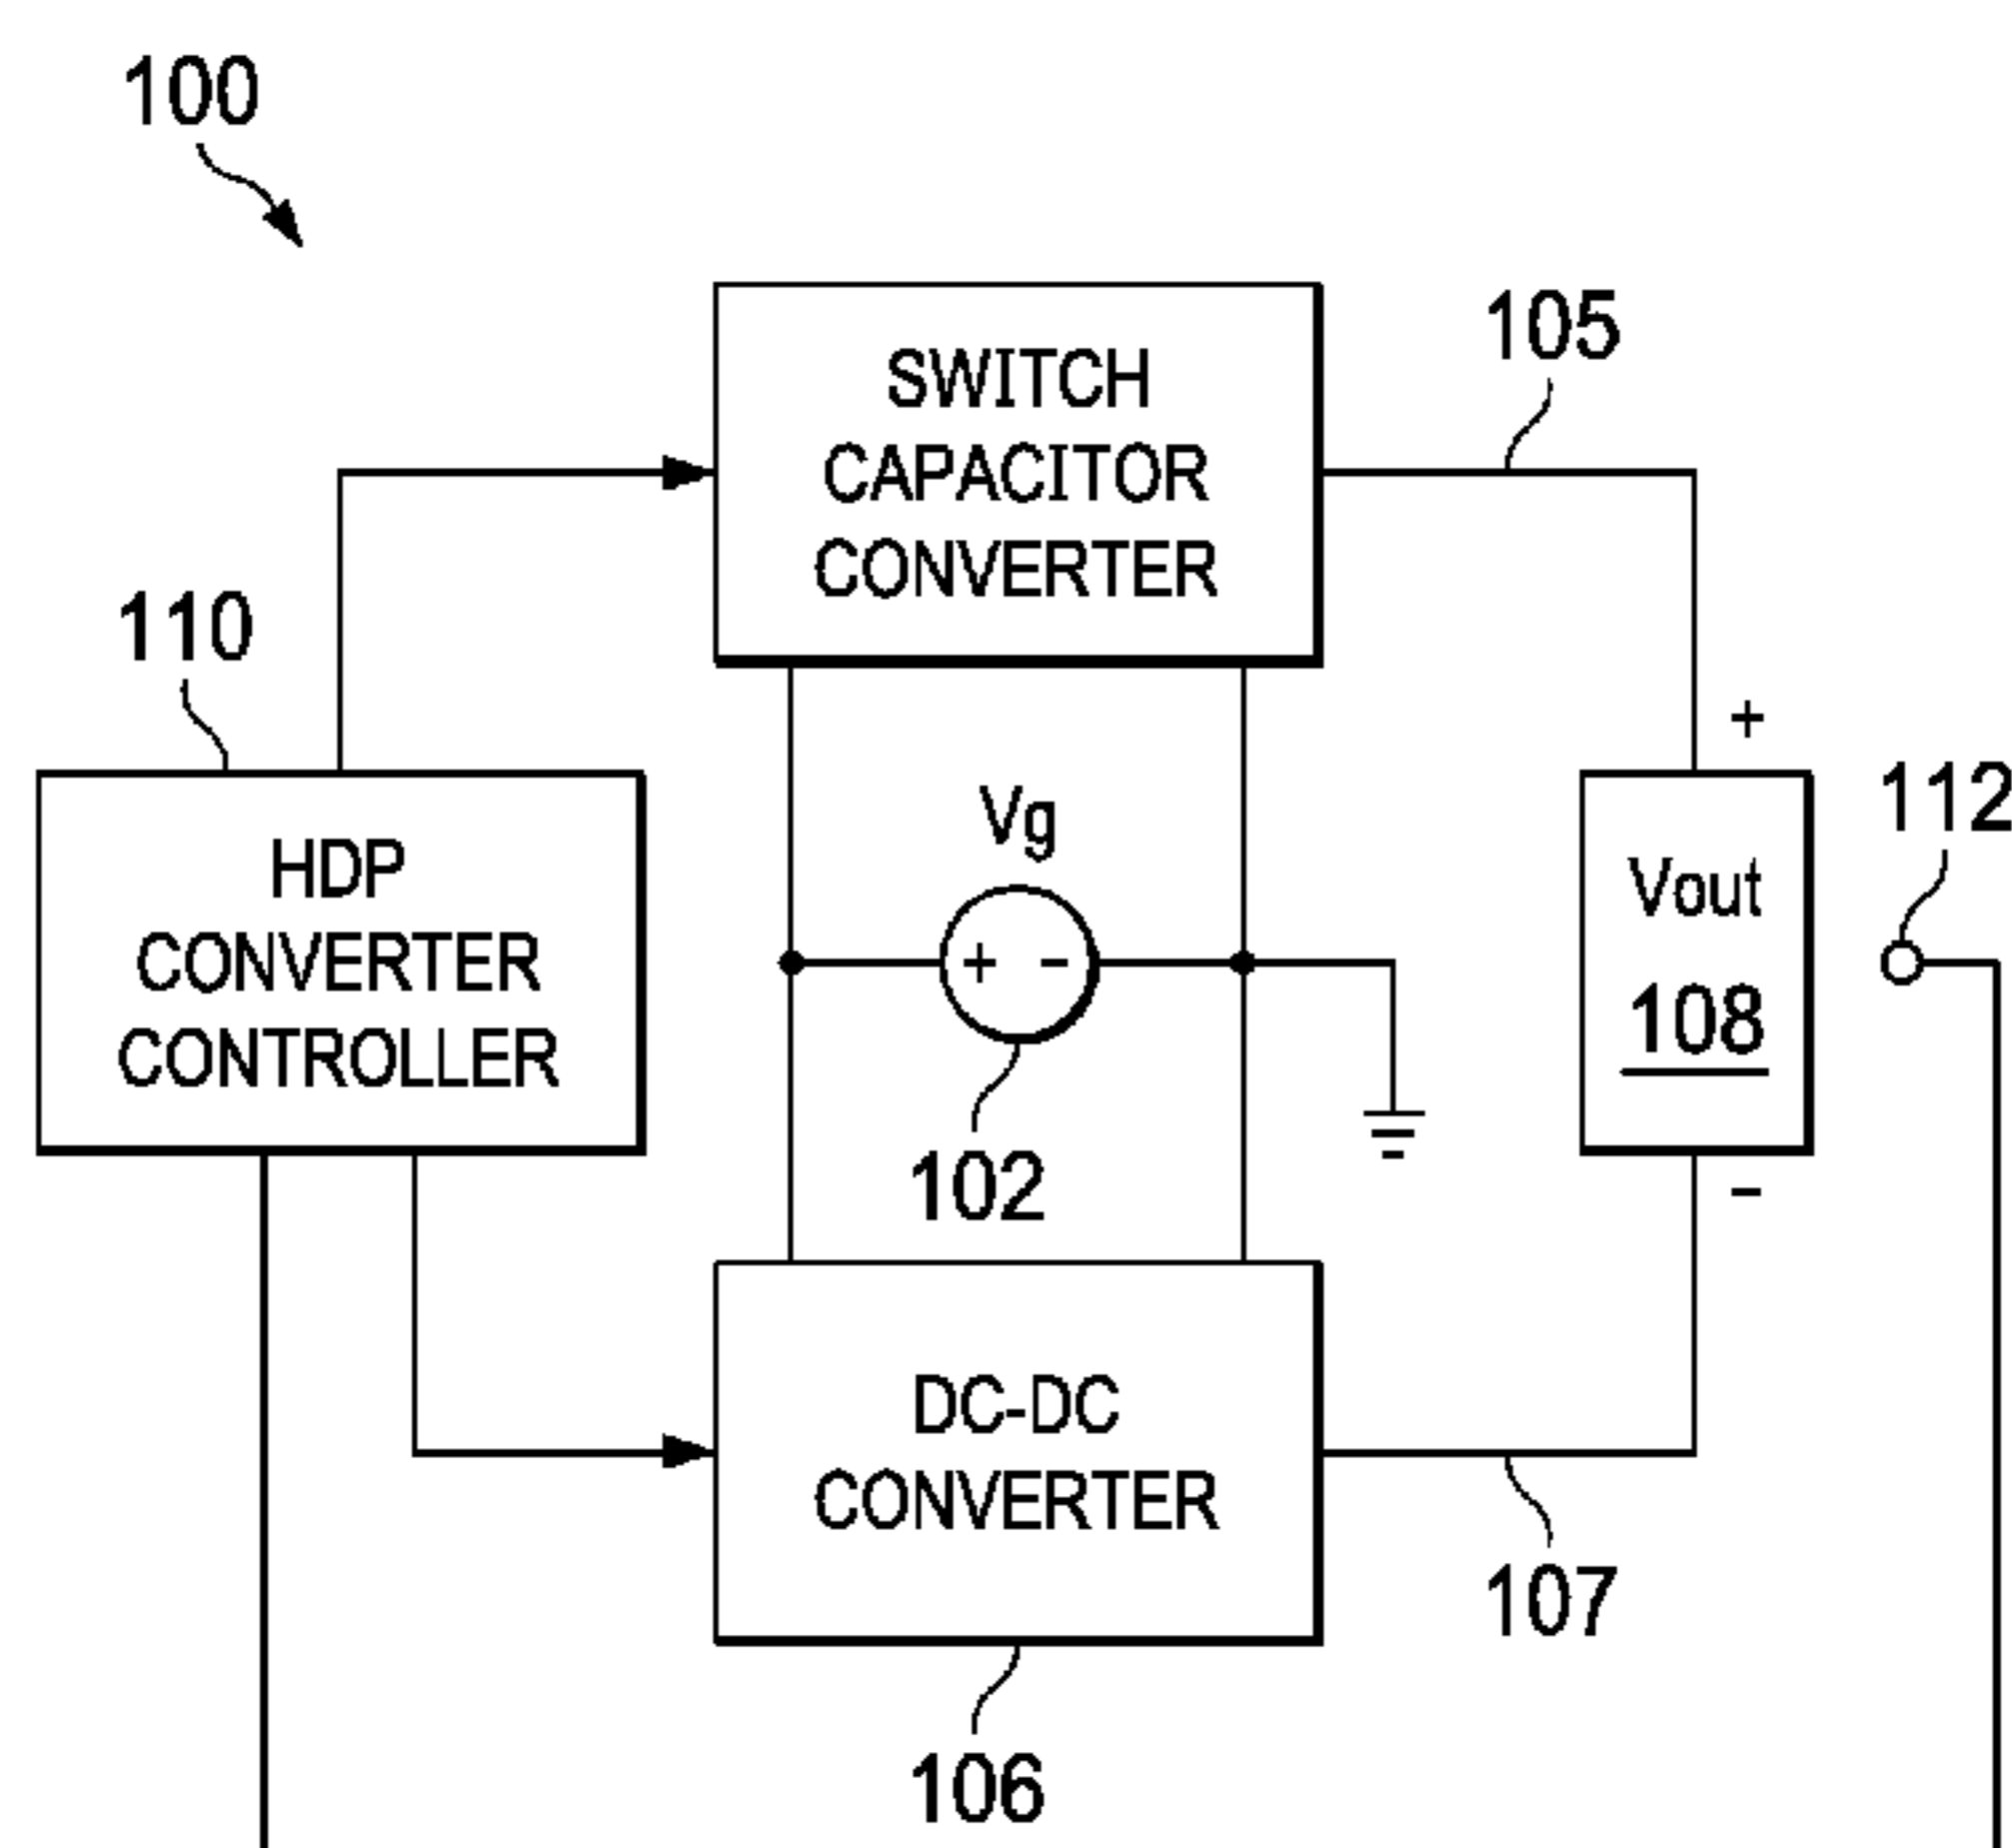 100
SWITCH
CAPACITOR
CONVERTER
105
110
HDP
CONVERTER
CONTROLLER
Vg
+ -
102
+
Vout
108
-
112
DC-DC
CONVERTER
107
106